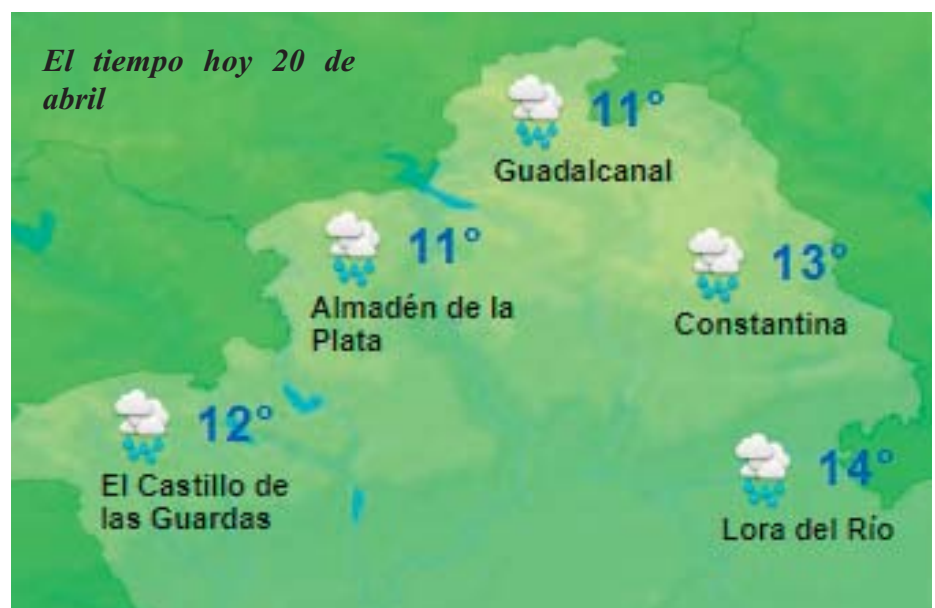 El tiempo hoy 20 de
abril
11°
Guadalcanal
11°
Almadén de la
Plata
13°
Constantina
12°
El Castillo de
las Guardas
14°
Lora del Río